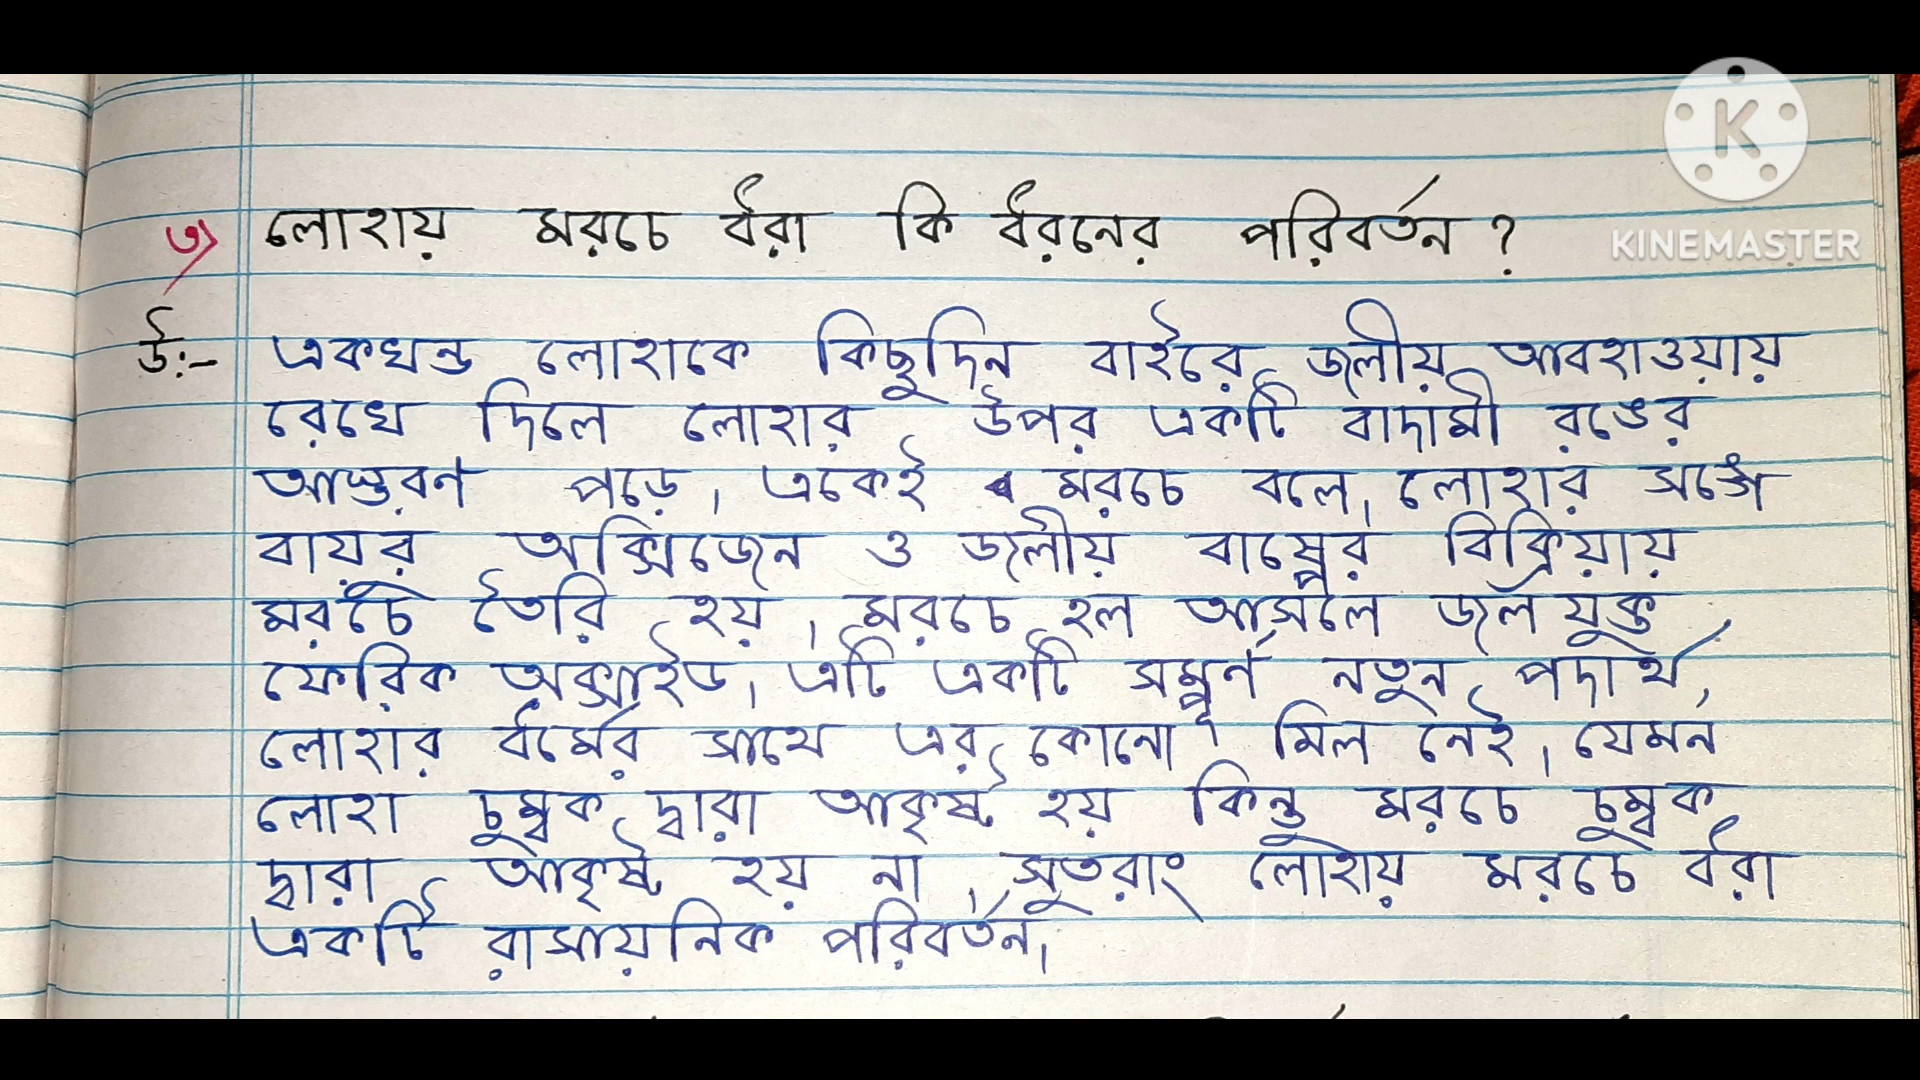 ৩) লোহায় মরচে ধরা কি ধরনের পরিবর্তন ?
উঃ- একখন্ড লোহাকে কিছুদিন বাইরে জলীয় আবহাওয়ায়
রেখে দিলে লোহার উপর একটি বাদামী রঙের
আস্তরণ পড়ে, একেই মরচে বলে, লোহার সঙ্গে
বায়ুর অক্সিজেন ও জলীয় বাষ্পের বিক্রিয়ায়
মরচে তৈরি হয়, মরচে হল আসলে জল যুক্ত
ফেরিক অক্সাইড, এটি একটি সম্পূর্ণ নতুন পদার্থ,
লোহার ধর্মের সাথে এর কোনো মিল নেই, যেমন
লোহা চুম্বক দ্বারা আকৃষ্ট হয় কিন্তু মরচে চুম্বক
দ্বারা আকৃষ্ট হয় না, সুতরাং লোহায় মরচে ধরা
একটি রাসায়নিক পরিবর্তন,
K
KINEMASTER